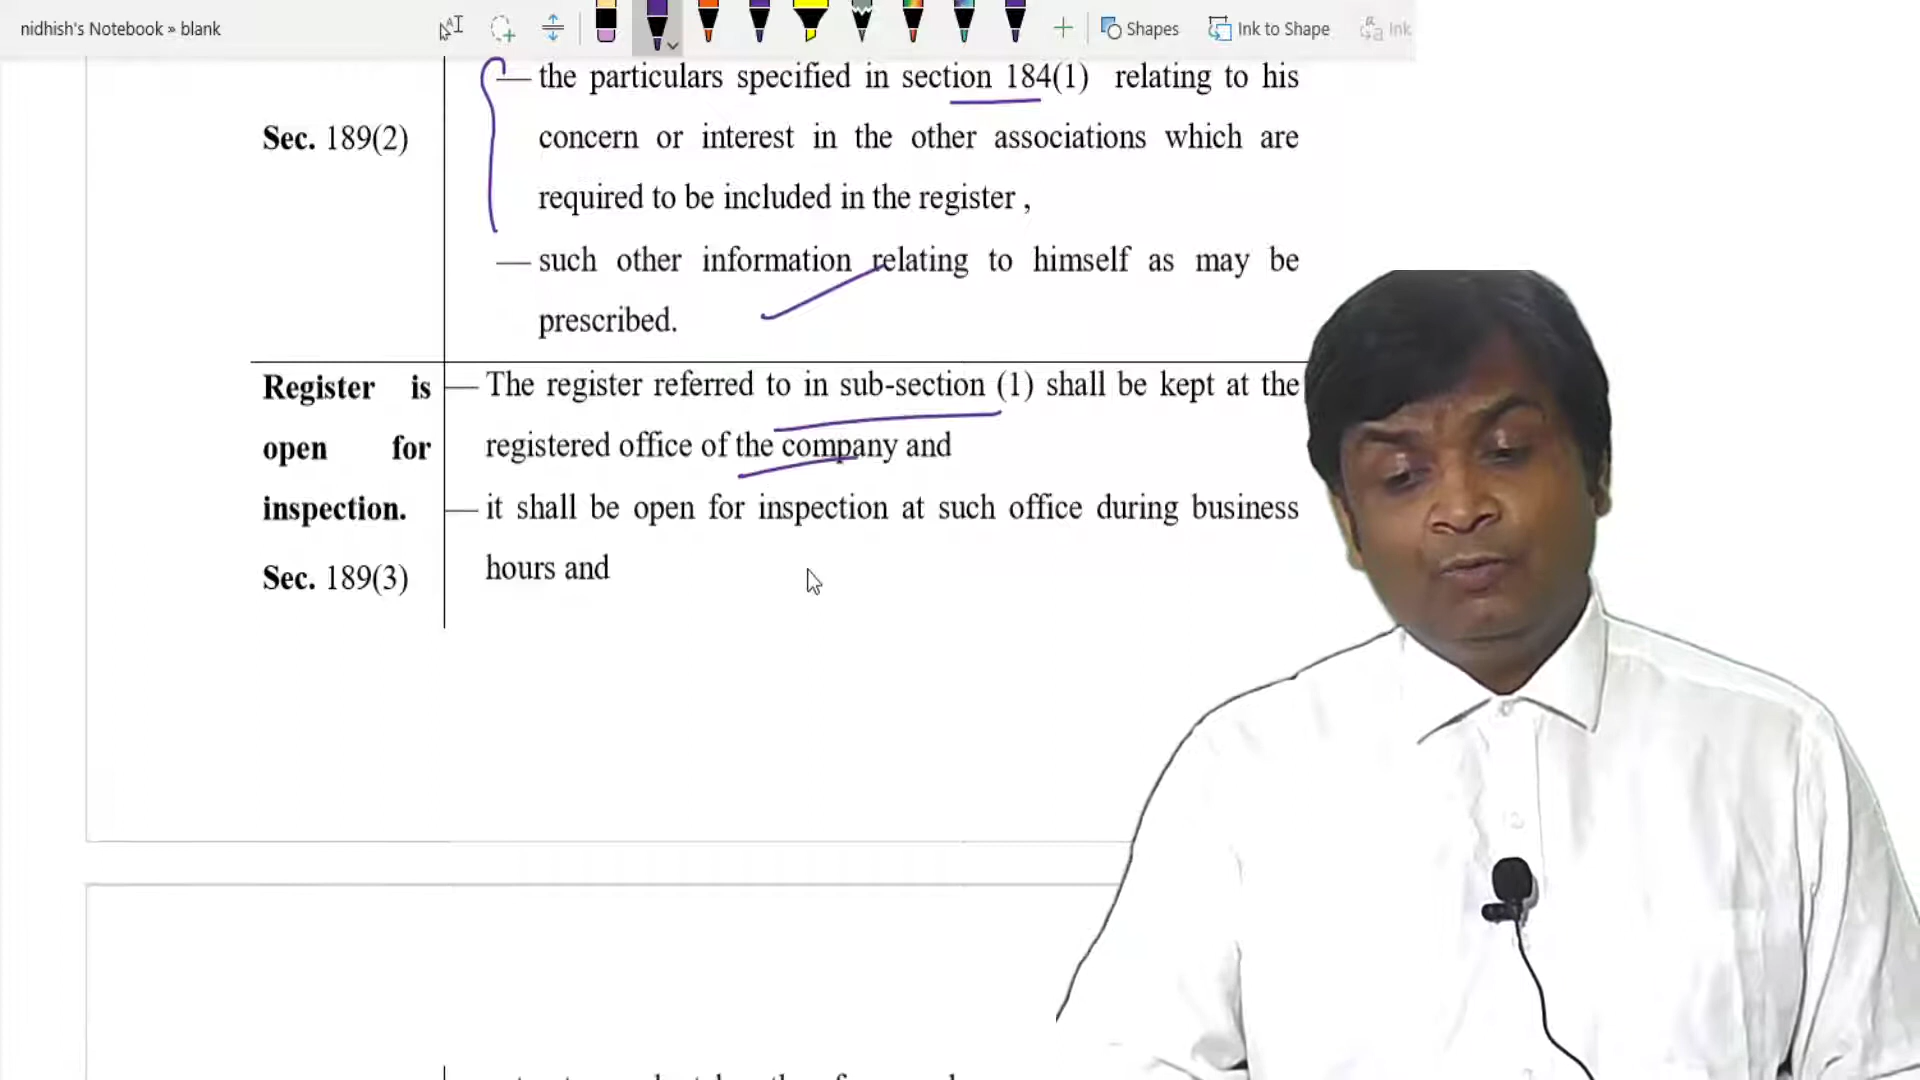 nidhish's Notebook » blank
Shapes
Ink to Shape
Ink
— the particulars specified in section 184(1) relating to his
Sec. 189(2)
concern or interest in the other associations which are
required to be included in the register ,
— such other information relating to himself as may be
prescribed.
Register is
— The register referred to in sub-section (1) shall be kept at the
open for
registered office of the company and
inspection.
— it shall be open for inspection at such office during business
Sec. 189(3)
hours and